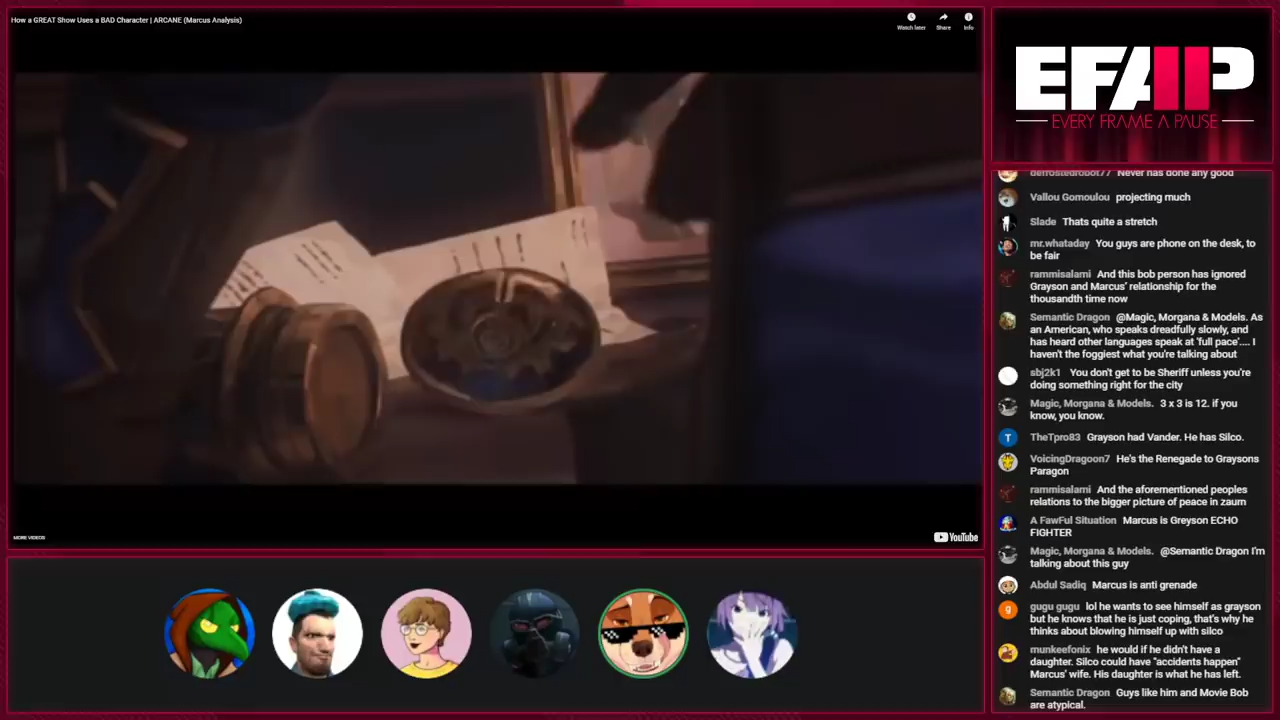 How a GREAT Show Uses a BAD Character | ARCANE (Marcus Analysis)
Watch later
Share
Info
MORE VIDEOS
YouTube
EFAP
EVERY FRAME A PAUSE
defrostedrobot77 Never has done any good
Vallou Gomoulou projecting much
Slade Thats quite a stretch
mr.whataday You guys are phone on the desk, to
be fair
rammisalami And this bob person has ignored
Grayson and Marcus' relationship for the
thousandth time now
Semantic Dragon @Magic, Morgana & Models. As
an American, who speaks dreadfully slowly, and
has heard other languages speak at 'full pace'.... I
haven't the foggiest what you're talking about
sbj2k1 You don't get to be Sheriff unless you're
doing something right for the city
Magic, Morgana & Models. 3 x 3 is 12. if you
know, you know.
T
TheTpro83 Grayson had Vander. He has Silco.
VoicingDragoon7 He's the Renegade to Graysons
Paragon
rammisalami And the aforementioned peoples
relations to the bigger picture of peace in zaum
A FawFul Situation Marcus is Greyson ECHO
FIGHTER
Magic, Morgana & Models. @Semantic Dragon I'm
talking about this guy
Abdul Sadiq Marcus is anti grenade
g
gugu gugu lol he wants to see himself as grayson
but he knows that he is just coping, that's why he
thinks about blowing himself up with silco
munkeefonix he would if he didn't have a
daughter. Silco could have "accidents happen"
Marcus' wife. His daughter is what he has left.
Semantic Dragon Guys like him and Movie Bob
are atypical.